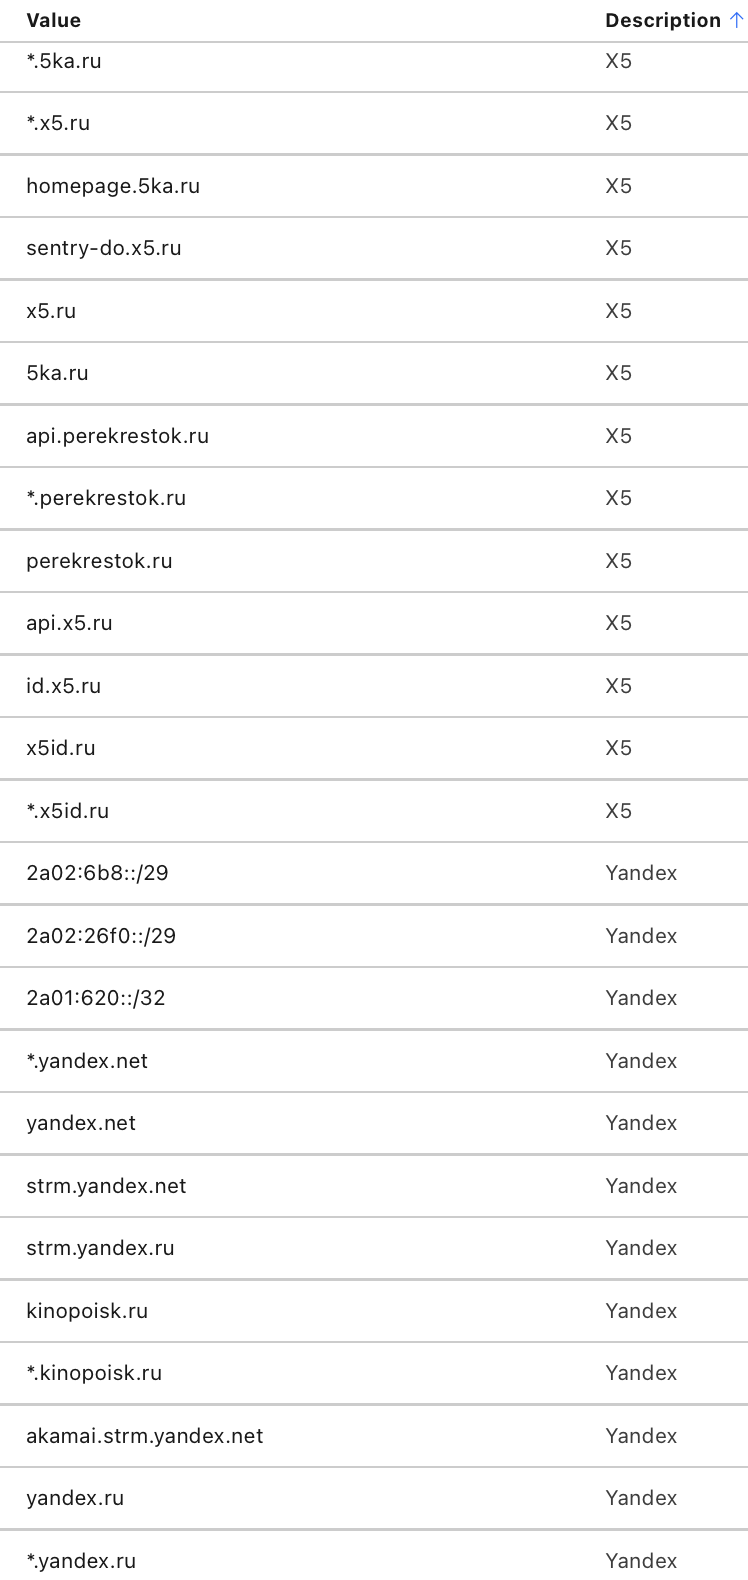 Value Description ↑
*.5ka.ru X5
*.x5.ru X5
homepage.5ka.ru X5
sentry-do.x5.ru X5
x5.ru X5
5ka.ru X5
api.perekrestok.ru X5
*.perekrestok.ru X5
perekrestok.ru X5
api.x5.ru X5
id.x5.ru X5
x5id.ru X5
*.x5id.ru X5
2a02:6b8::/29 Yandex
2a02:26f0::/29 Yandex
2a01:620::/32 Yandex
*.yandex.net Yandex
yandex.net Yandex
strm.yandex.net Yandex
strm.yandex.ru Yandex
kinopoisk.ru Yandex
*.kinopoisk.ru Yandex
akamai.strm.yandex.net Yandex
yandex.ru Yandex
*.yandex.ru Yandex